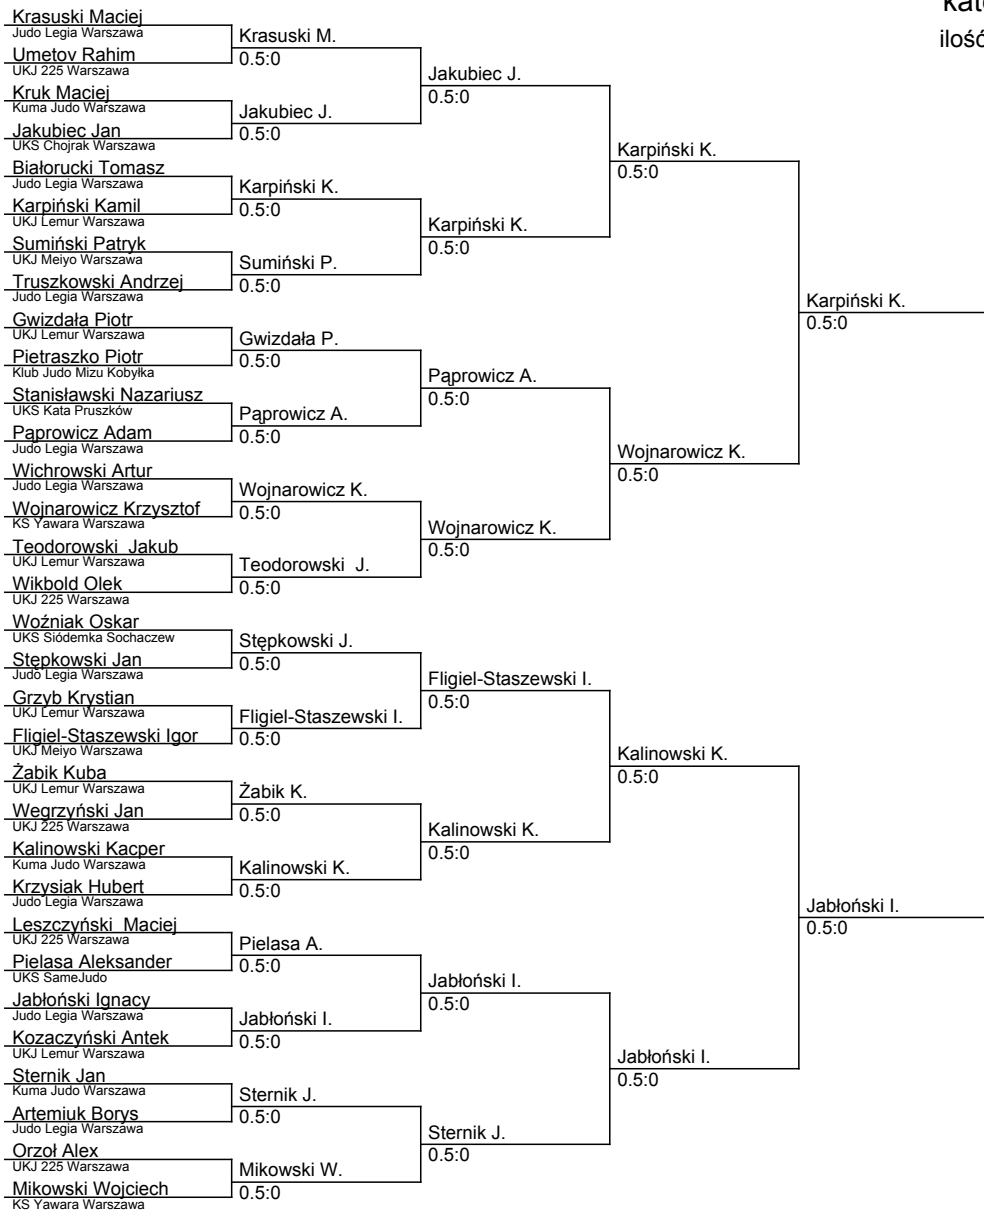 kat
ilość
Krasuski Maciej
Judo Legia Warszawa
Umetov Rahim
UKJ 225 Warszawa
Kruk Maciej
Kuma Judo Warszawa
Jakubiec Jan
UKS Chojrak Warszawa
Białorucki Tomasz
Judo Legia Warszawa
Karpiński Kamil
UKJ Lemur Warszawa
Sumiński Patryk
UKJ Meiyo Warszawa
Truszkowski Andrzej
Judo Legia Warszawa
Gwizdała Piotr
UKJ Lemur Warszawa
Pietraszko Piotr
Klub Judo Mizu Kobyłka
Stanisławski Nazariusz
UKS Kata Pruszków
Pąprowicz Adam
Judo Legia Warszawa
Wichrowski Artur
Judo Legia Warszawa
Wojnarowicz Krzysztof
KS Yawara Warszawa
Teodorowski Jakub
UKJ Lemur Warszawa
Wikbold Olek
UKJ 225 Warszawa
Woźniak Oskar
UKS Siódemka Sochaczew
Stępkowski Jan
Judo Legia Warszawa
Grzyb Krystian
UKJ Lemur Warszawa
Fligiel-Staszewski Igor
UKJ Meiyo Warszawa
Żabik Kuba
UKJ Lemur Warszawa
Wegrzyński Jan
UKJ 225 Warszawa
Kalinowski Kacper
Kuma Judo Warszawa
Krzysiak Hubert
Judo Legia Warszawa
Leszczyński Maciej
UKJ 225 Warszawa
Pielasa Aleksander
UKS SameJudo
Jabłoński Ignacy
Judo Legia Warszawa
Kozaczyński Antek
UKJ Lemur Warszawa
Sternik Jan
Kuma Judo Warszawa
Artemiuk Borys
Judo Legia Warszawa
Orzoł Alex
UKJ 225 Warszawa
Mikowski Wojciech
KS Yawara Warszawa
Krasuski M.
0.5:0
Jakubiec J.
0.5:0
Karpiński K.
0.5:0
Sumiński P.
0.5:0
Gwizdała P.
0.5:0
Pąprowicz A.
0.5:0
Wojnarowicz K.
0.5:0
Teodorowski J.
0.5:0
Stępkowski J.
0.5:0
Fligiel-Staszewski I.
0.5:0
Żabik K.
0.5:0
Kalinowski K.
0.5:0
Pielasa A.
0.5:0
Jabłoński I.
0.5:0
Sternik J.
0.5:0
Mikowski W.
0.5:0
Jakubiec J.
0.5:0
Karpiński K.
0.5:0
Pąprowicz A.
0.5:0
Wojnarowicz K.
0.5:0
Fligiel-Staszewski I.
0.5:0
Kalinowski K.
0.5:0
Jabłoński I.
0.5:0
Sternik J.
0.5:0
Karpiński K.
0.5:0
Wojnarowicz K.
0.5:0
Kalinowski K.
0.5:0
Jabłoński I.
0.5:0
Karpiński K.
0.5:0
Jabłoński I.
0.5:0